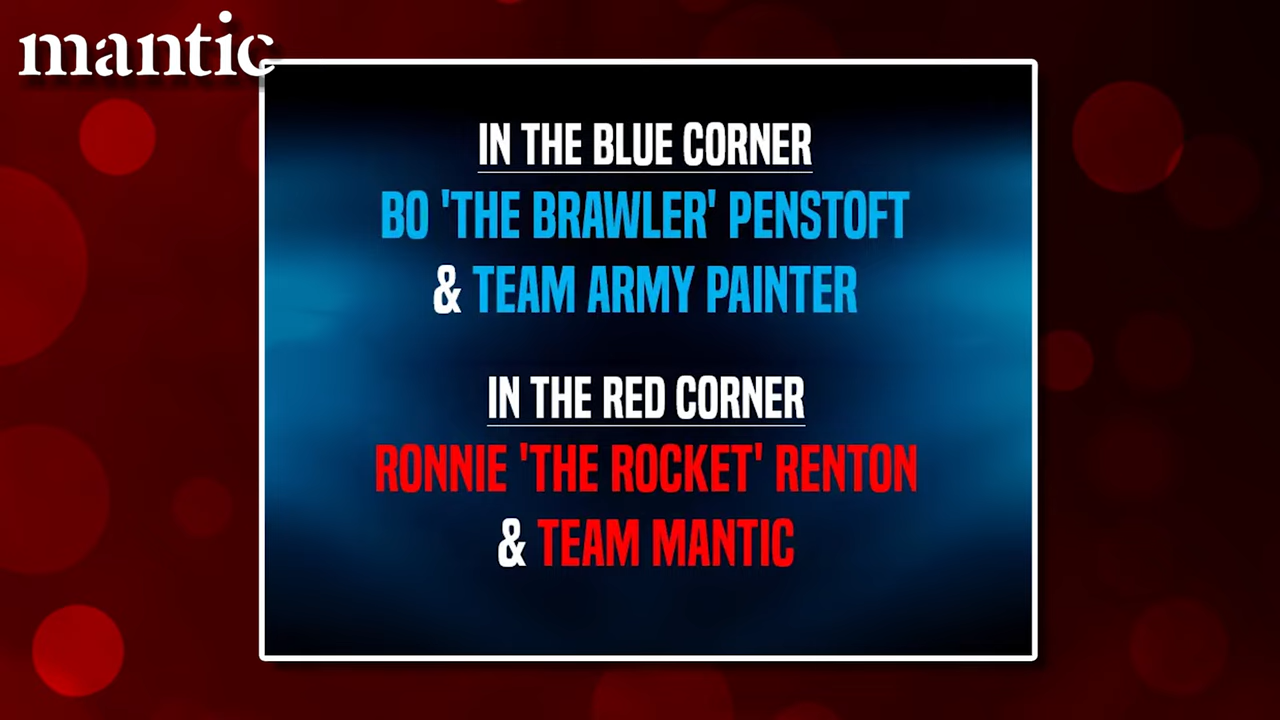 mantic
IN THE BLUE CORNER
BO 'THE BRAWLER' PENSTOFT
& TEAM ARMY PAINTER
IN THE RED CORNER
RONNIE 'THE ROCKET' RENTON
& TEAM MANTIC